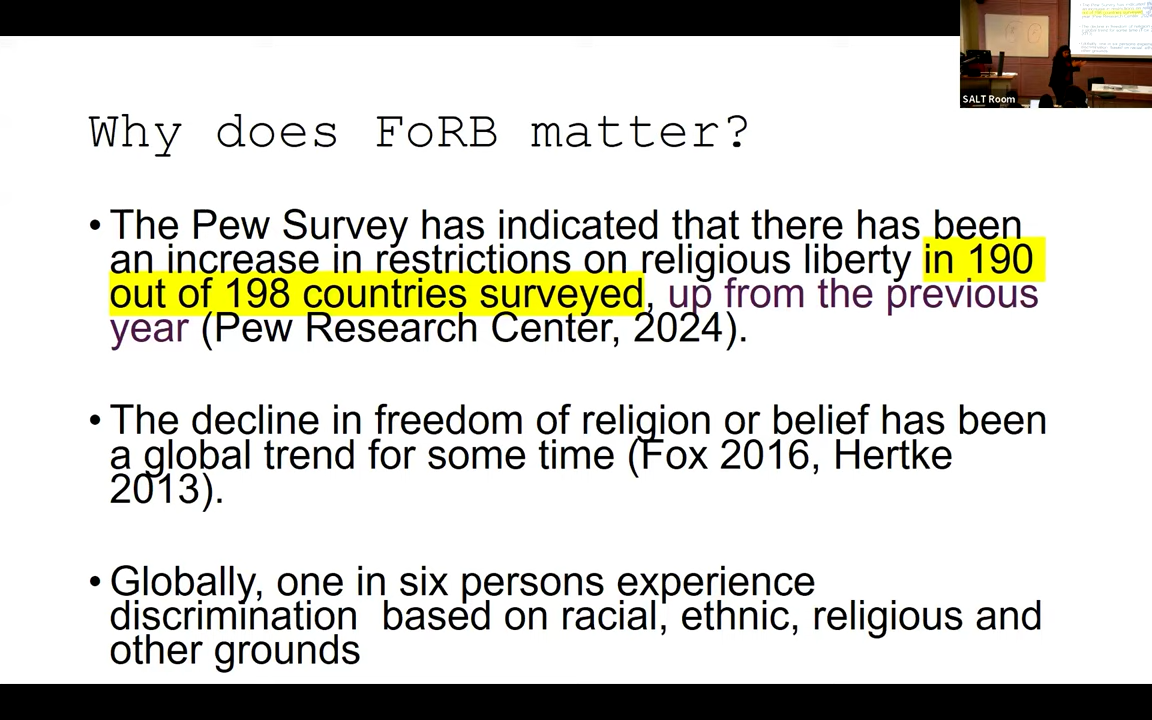 SALT Room
Why does FoRB matter?
• The Pew Survey has indicated that there has been
an increase in restrictions on religious liberty in 190
out of 198 countries surveyed, up from the previous
year (Pew Research Center, 2024).
• The decline in freedom of religion or belief has been
a global trend for some time (Fox 2016, Hertke
2013).
• Globally, one in six persons experience
discrimination  based on racial, ethnic, religious and
other grounds